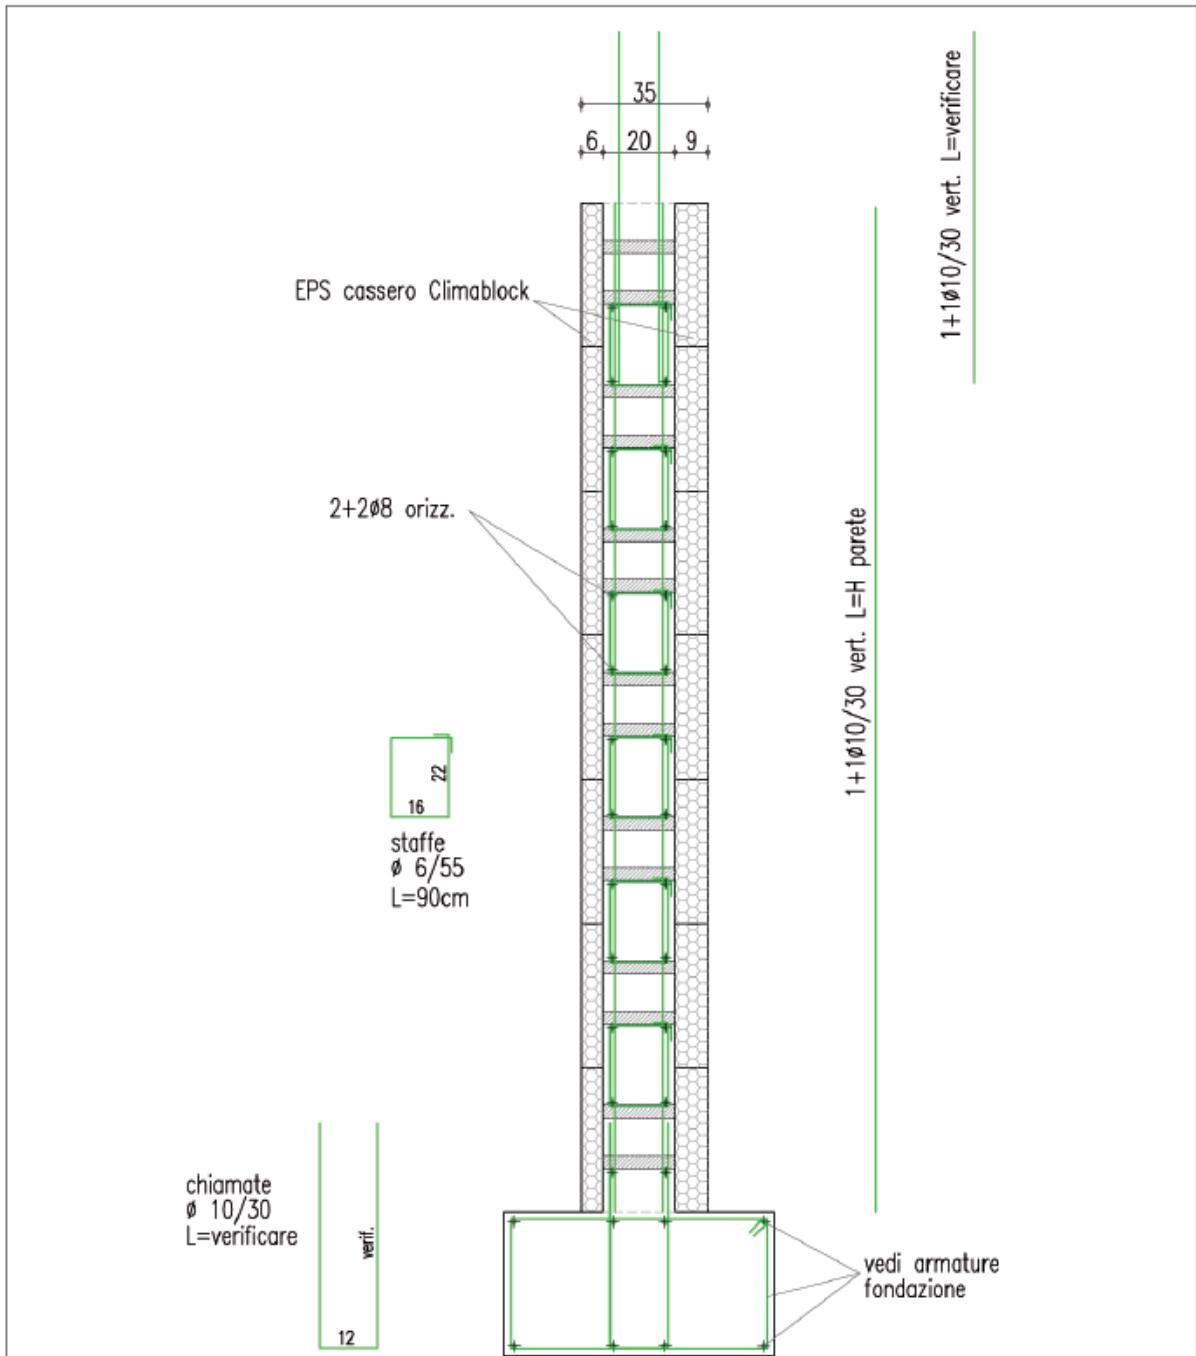 35
6 20 9
1+1ø10/30 vert. L=verificare
EPS cassero Climablock
2+2ø8 orizz.
1+1ø10/30 vert. L=H parete
22
16
staffe
ø 6/55
L=90cm
chiamate
ø 10/30
L=verificare
verif.
12
vedi armature
fondazione